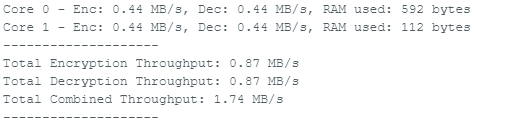 Core 0 - Enc: 0.44 MB/s, Dec: 0.44 MB/s, RAM used: 592 bytes
Core 1 - Enc: 0.44 MB/s, Dec: 0.44 MB/s, RAM used: 112 bytes
--------------------
Total Encryption Throughput: 0.87 MB/s
Total Decryption Throughput: 0.87 MB/s
Total Combined Throughput: 1.74 MB/s
--------------------